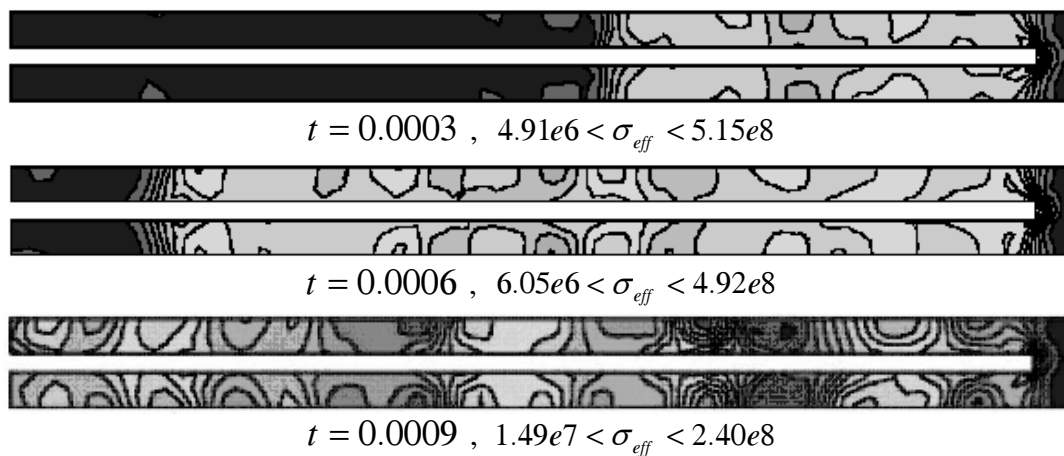 t = 0.0003 , 4.91e6 < σ_eff < 5.15e8
t = 0.0006 , 6.05e6 < σ_eff < 4.92e8
t = 0.0009 , 1.49e7 < σ_eff < 2.40e8